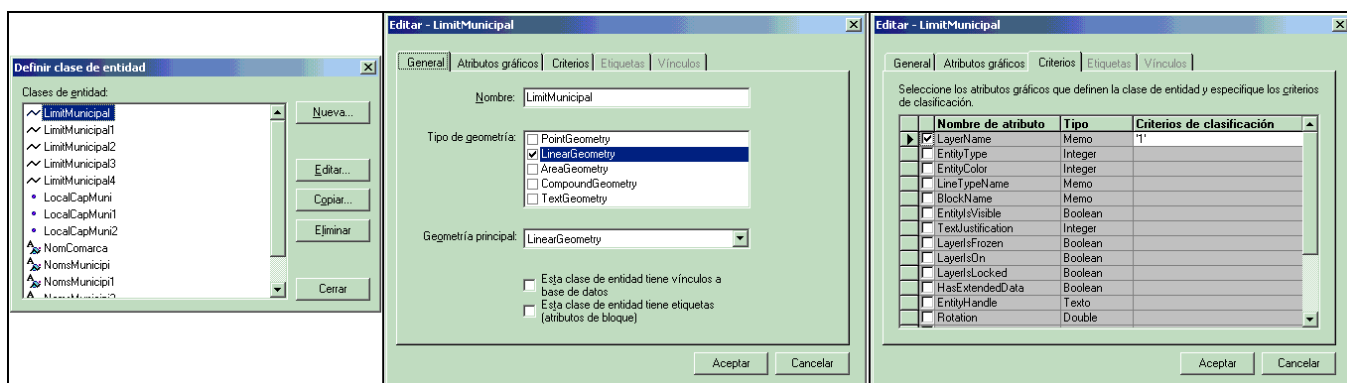 Definir clase de entidad
Clases de entidad:
LimitMunicipal
LimitMunicipal1
LimitMunicipal2
LimitMunicipal3
LimitMunicipal4
LocalCapMuni
LocalCapMuni1
LocalCapMuni2
NomComarca
NomsMunicipi
NomsMunicipi1
Nueva...
Editar...
Copiar...
Eliminar
Cerrar
Editar - LimitMunicipal
General Atributos gráficos Criterios Etiquetas Vínculos
Nombre: LimitMunicipal
Tipo de geometría:
PointGeometry
LinearGeometry
AreaGeometry
CompoundGeometry
TextGeometry
Geometría principal: LinearGeometry
Esta clase de entidad tiene vínculos a
base de datos
Esta clase de entidad tiene etiquetas
(atributos de bloque)
Aceptar Cancelar
Editar - LimitMunicipal
General Atributos gráficos Criterios Etiquetas Vínculos
Seleccione los atributos gráficos que definen la clase de entidad y especifique los criterios
de clasificación.
Nombre de atributo Tipo Criterios de clasificación
LayerName Memo '1'
EntityType Integer
EntityColor Integer
LineTypeName Memo
BlockName Memo
EntityIsVisible Boolean
TextJustification Integer
LayerIsFrozen Boolean
LayerIsOn Boolean
LayerIsLocked Boolean
HasExtendedData Boolean
EntityHandle Texto
Rotation Double
Aceptar Cancelar